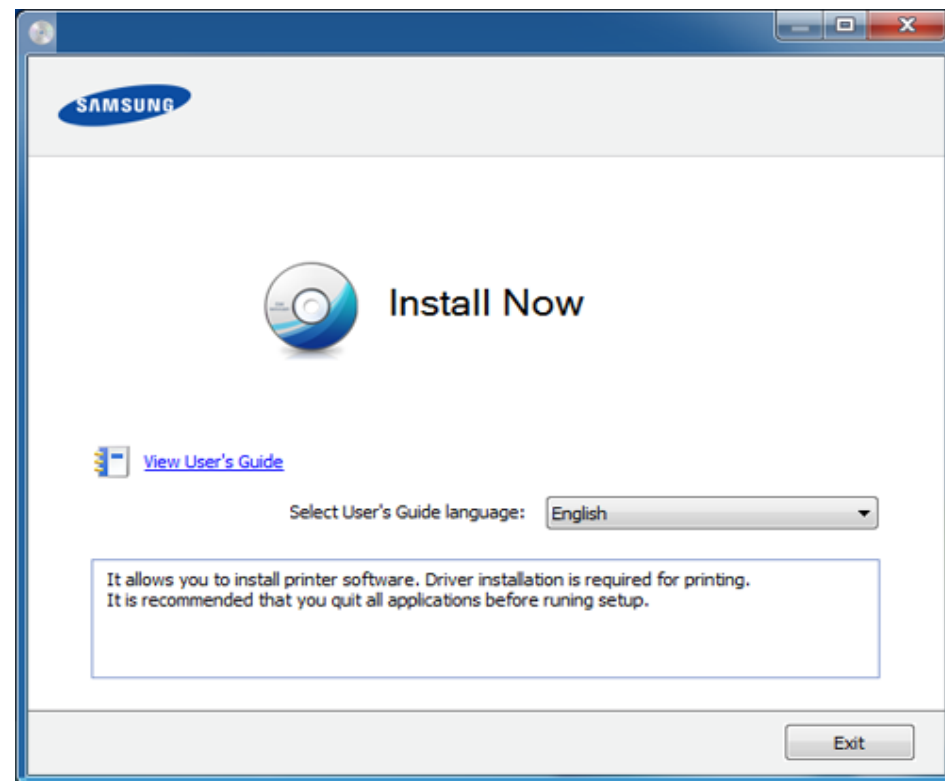 SAMSUNG
Install Now
View User's Guide
Select User's Guide language: English
It allows you to install printer software. Driver installation is required for printing.
It is recommended that you quit all applications before runing setup.
Exit